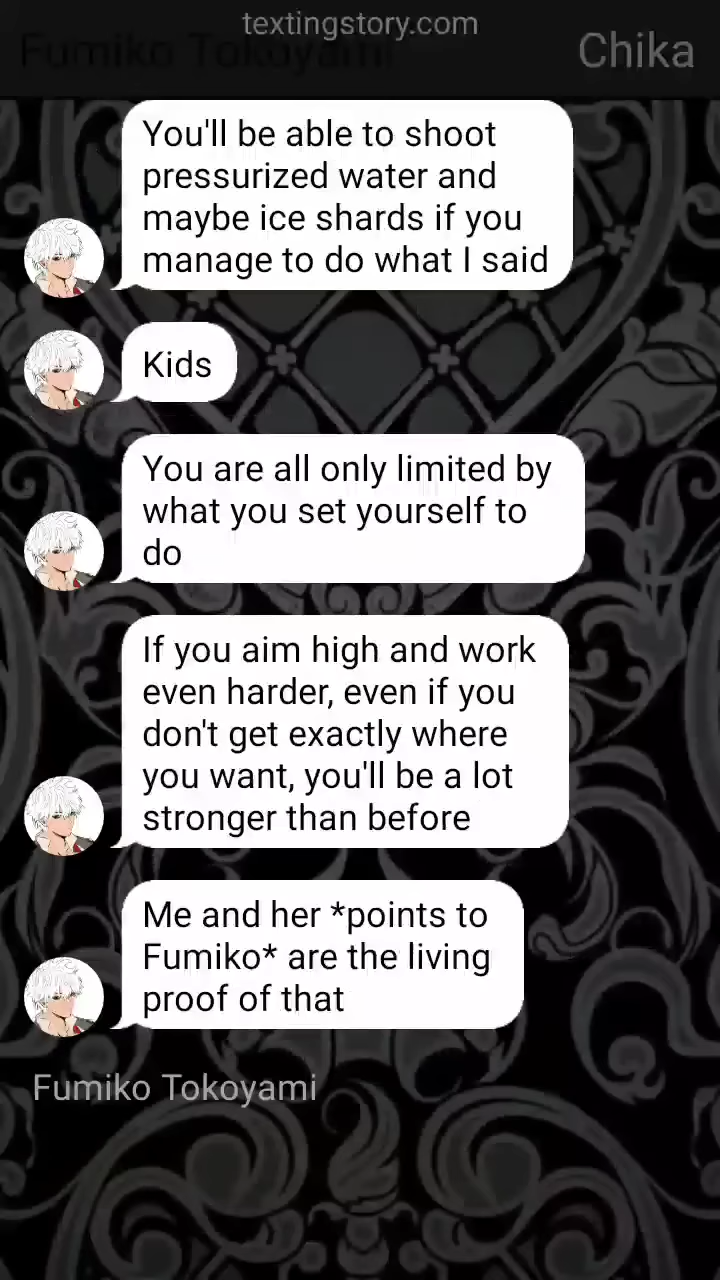 textingstory.com
Fumiko Tokoyami
Chika
You'll be able to shoot
pressurized water and
maybe ice shards if you
manage to do what I said
Kids
You are all only limited by
what you set yourself to
do
If you aim high and work
even harder, even if you
don't get exactly where
you want, you'll be a lot
stronger than before
Me and her *points to
Fumiko* are the living
proof of that
Fumiko Tokoyami